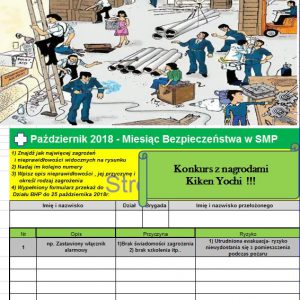 Październik 2018 - Miesiąc Bezpieczeństwa w SMP
1) Znajdź jak najwięcej zagrożeń
i nieprawidłowości widocznych na rysunku
2) Nadaj im kolejno numery
3) Wpisz opis nieprawidłowości , jej przyczynę i
określ rodzaj zagrożenia
4) Wypełniony formularz przekaż do
Działu BHP do 25 października 2018r.
Konkurs z nagrodami
Kiken Yochi !!!
Str
Imię i nazwisko
Dział
Brygada
Imię i nazwisko przełożonego
Nr
Opis
Przyczyna
Ryzyko
1
np. Zastawiony włącznik
alarmowy
1)Brak świadomości zagrożenia
2) brak szkolenia itp..
1) Utrudniona ewakuacja- ryzyko
niewydostania się z pomieszczenia
podczas pożaru